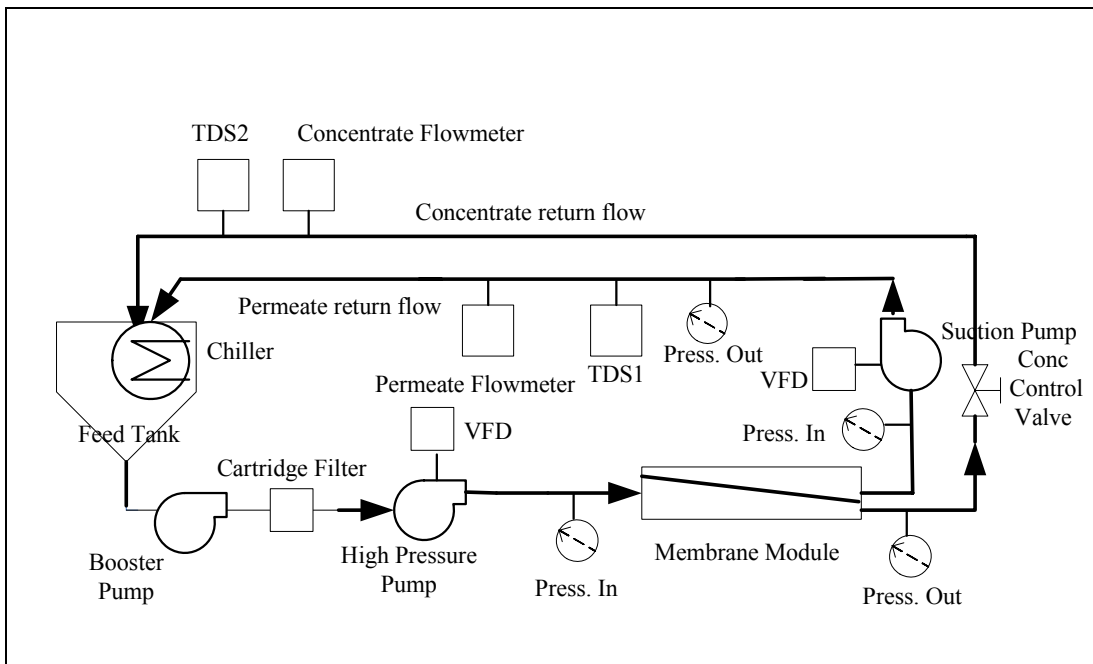 TDS2
Concentrate Flowmeter
Concentrate return flow
Permeate return flow
Chiller
Feed Tank
Permeate Flowmeter
TDS1
Press. Out
VFD
Suction Pump
Conc
Control
Valve
VFD
Press. In
Cartridge Filter
Booster
Pump
High Pressure
Pump
Press. In
Membrane Module
Press. Out